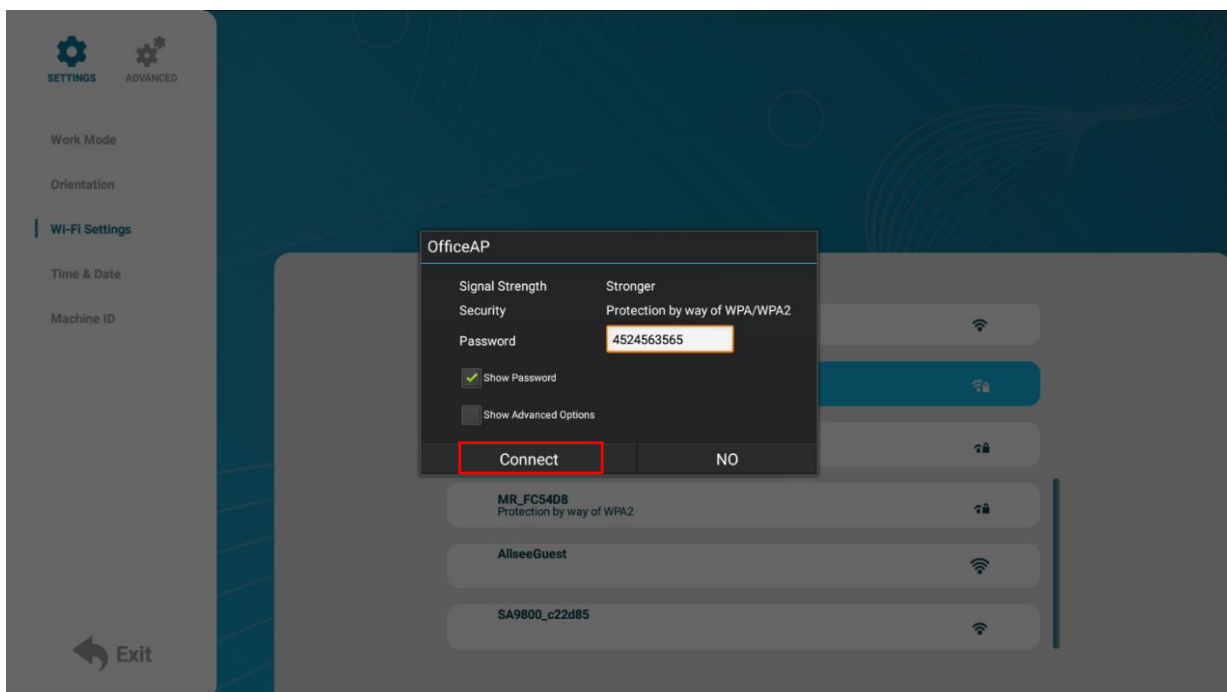 SETTINGS ADVANCED
Work Mode
Orientation
Wi-Fi Settings
Time & Date
Machine ID
Exit
OfficeAP
Signal Strength Stronger
Security Protection by way of WPA/WPA2
Password 4524563565
Show Password
Show Advanced Options
Connect NO
MR_FC54D8
Protection by way of WPA2
AllseeGuest
SA9800_c22d85